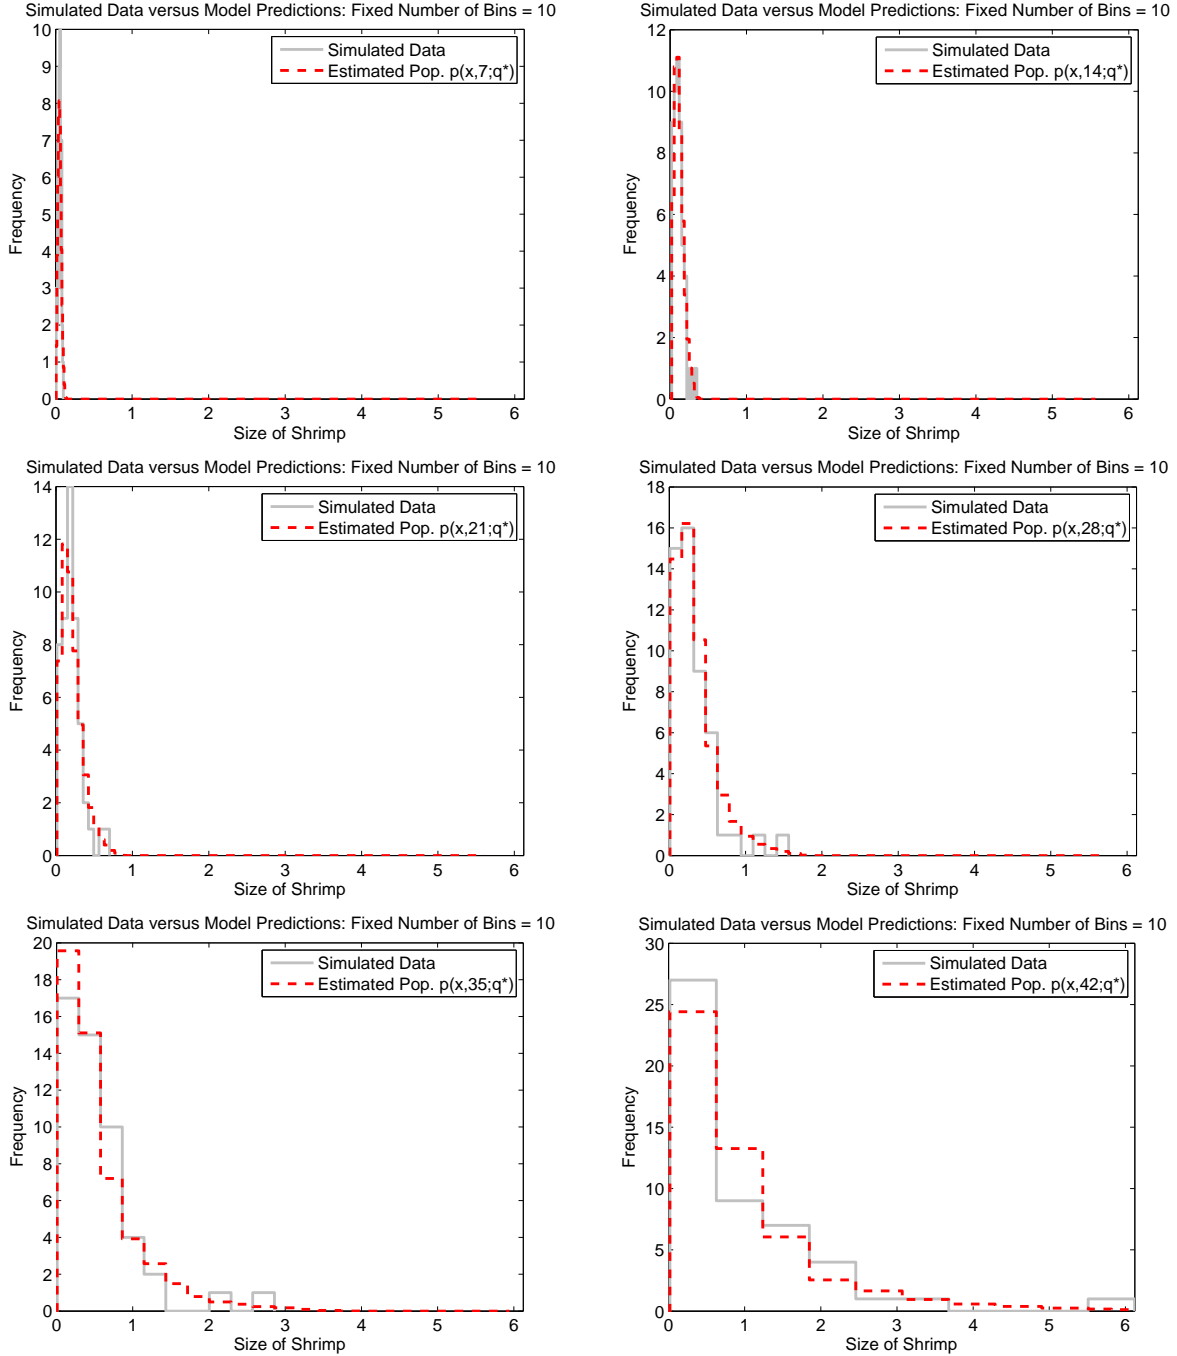 Simulated Data versus Model Predictions: Fixed Number of Bins = 10
Simulated Data
Estimated Pop. p(x,7;q*)
Frequency
10
9
8
7
6
5
4
3
2
1
0
0 1 2 3 4 5 6
Size of Shrimp
Simulated Data versus Model Predictions: Fixed Number of Bins = 10
Simulated Data
Estimated Pop. p(x,14;q*)
Frequency
12
10
8
6
4
2
0
0 1 2 3 4 5 6
Size of Shrimp
Simulated Data versus Model Predictions: Fixed Number of Bins = 10
Simulated Data
Estimated Pop. p(x,21;q*)
Frequency
14
12
10
8
6
4
2
0
0 1 2 3 4 5 6
Size of Shrimp
Simulated Data versus Model Predictions: Fixed Number of Bins = 10
Simulated Data
Estimated Pop. p(x,28;q*)
Frequency
18
16
14
12
10
8
6
4
2
0
0 1 2 3 4 5 6
Size of Shrimp
Simulated Data versus Model Predictions: Fixed Number of Bins = 10
Simulated Data
Estimated Pop. p(x,35;q*)
Frequency
20
18
16
14
12
10
8
6
4
2
0
0 1 2 3 4 5 6
Size of Shrimp
Simulated Data versus Model Predictions: Fixed Number of Bins = 10
Simulated Data
Estimated Pop. p(x,42;q*)
Frequency
30
25
20
15
10
5
0
0 1 2 3 4 5 6
Size of Shrimp